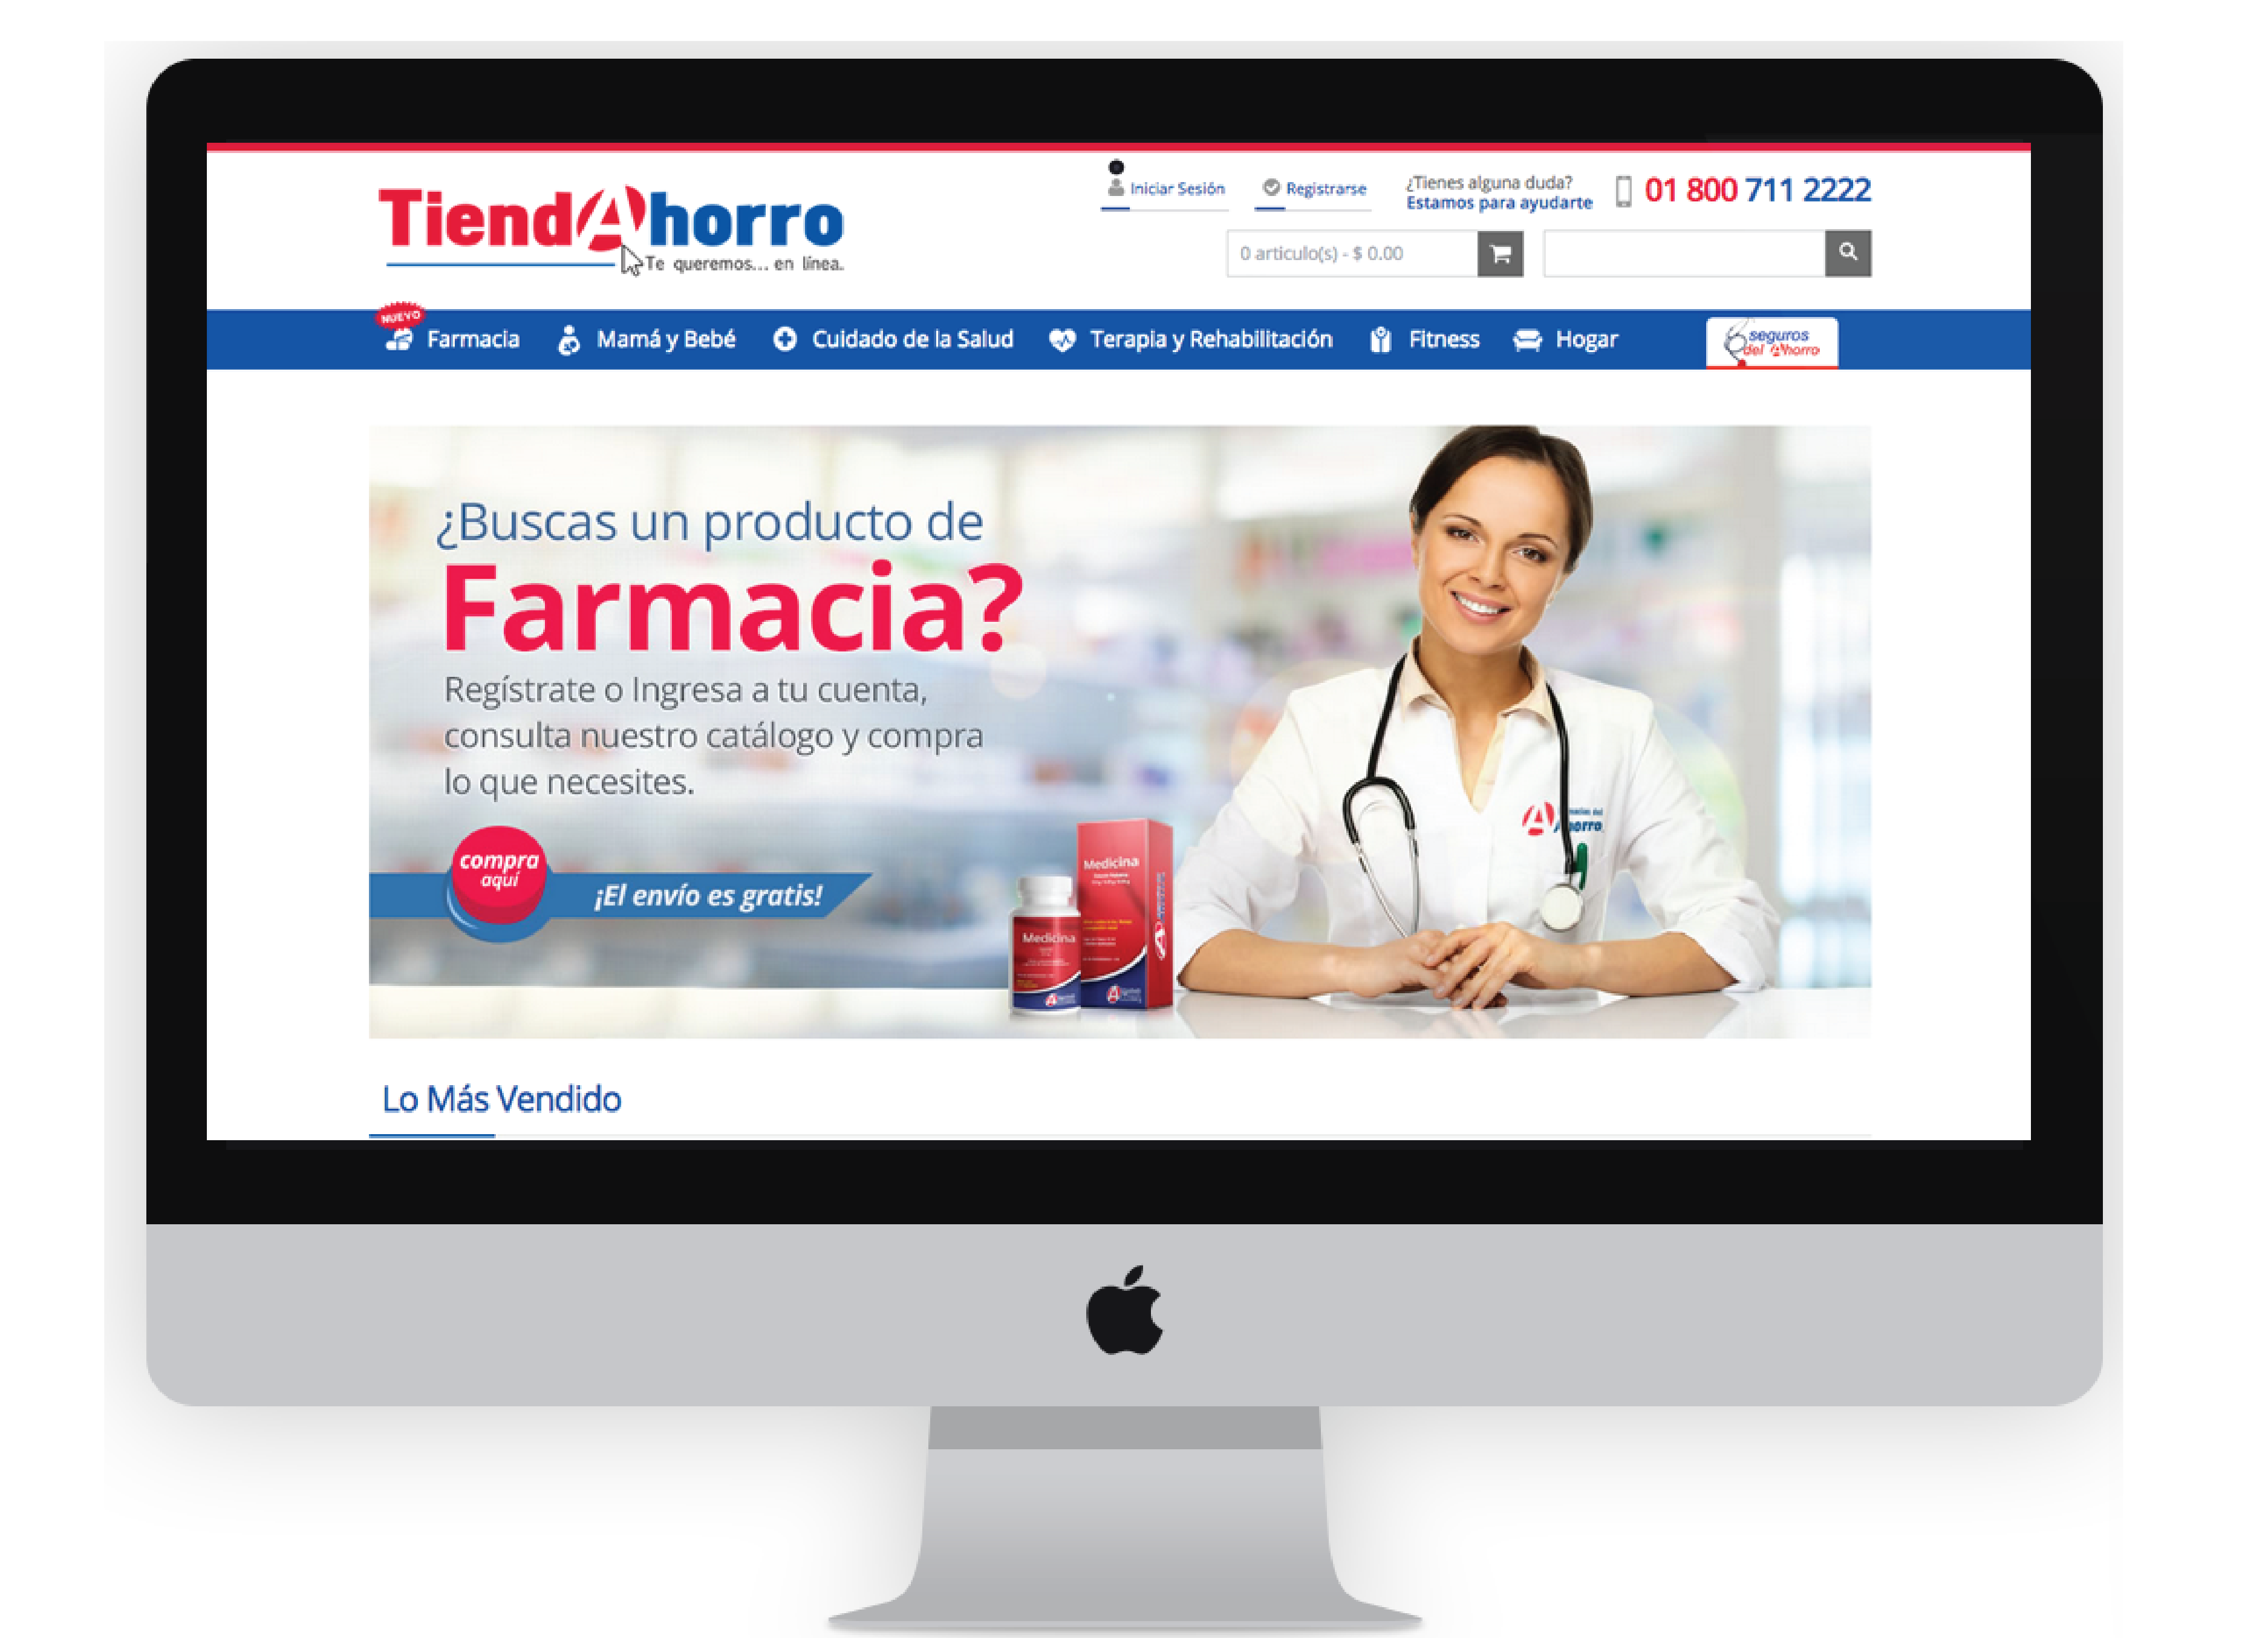 TiendAhorro
Te queremos... en línea.
Iniciar Sesión
Registrarse
¿Tienes alguna duda?
Estamos para ayudarte
01 800 711 2222
0 articulo(s) - $ 0.00
NUEVO
Farmacia
Mamá y Bebé
Cuidado de la Salud
Terapia y Rehabilitación
Fitness
Hogar
seguros
del Ahorro
¿Buscas un producto de
Farmacia?
Regístrate o Ingresa a tu cuenta,
consulta nuestro catálogo y compra
lo que necesites.
compra
aquí
¡El envío es gratis!
Medicina
Medicina
del
Ahorro
Lo Más Vendido